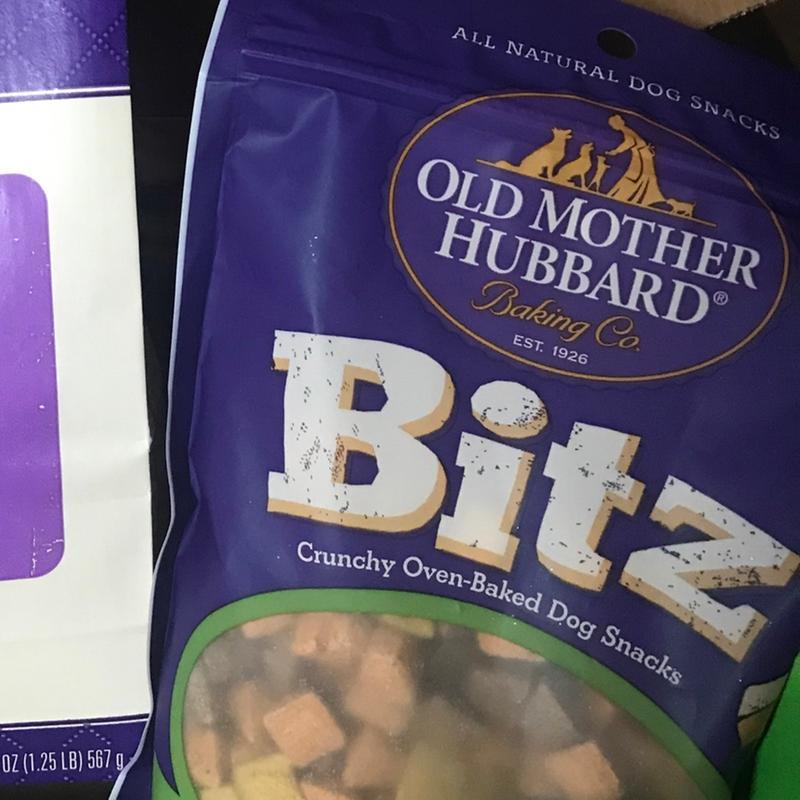 ALL NATURAL DOG SNACKS
OLD MOTHER
HUBBARD®
Baking Co.
EST. 1926
Bitz
Crunchy Oven-Baked Dog Snacks
OZ (1.25 LB) 567 g